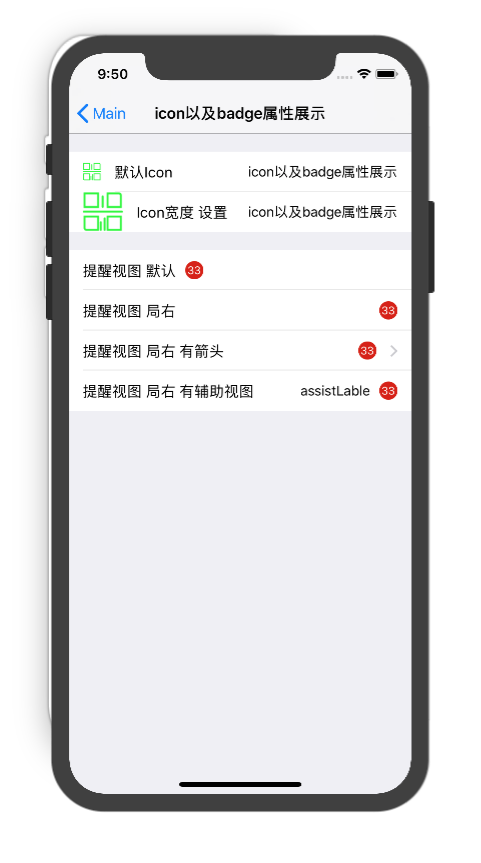 9:50
Main
icon以及badge属性展示
默认Icon
icon以及badge属性展示
Icon宽度 设置
icon以及badge属性展示
提醒视图 默认 33
提醒视图 局右
33
提醒视图 局右 有箭头
33
提醒视图 局右 有辅助视图
assistLable 33